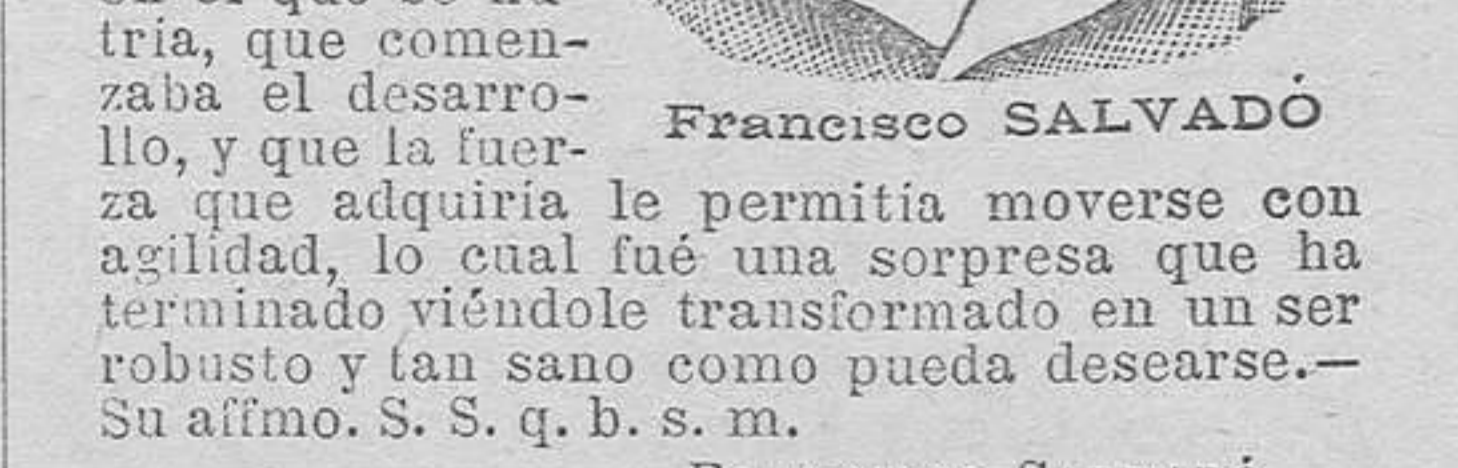 tria, que comen-
zaba el desarro-
llo, y que la fuer-
Francisco SALVADÓ
za que adquiría le permitía moverse con
agilidad, lo cual fué una sorpresa que ha
terminado viéndole transformado en un ser
robusto y tan sano como pueda desearse.—
Su affmo. S. S. q. b. s. m.